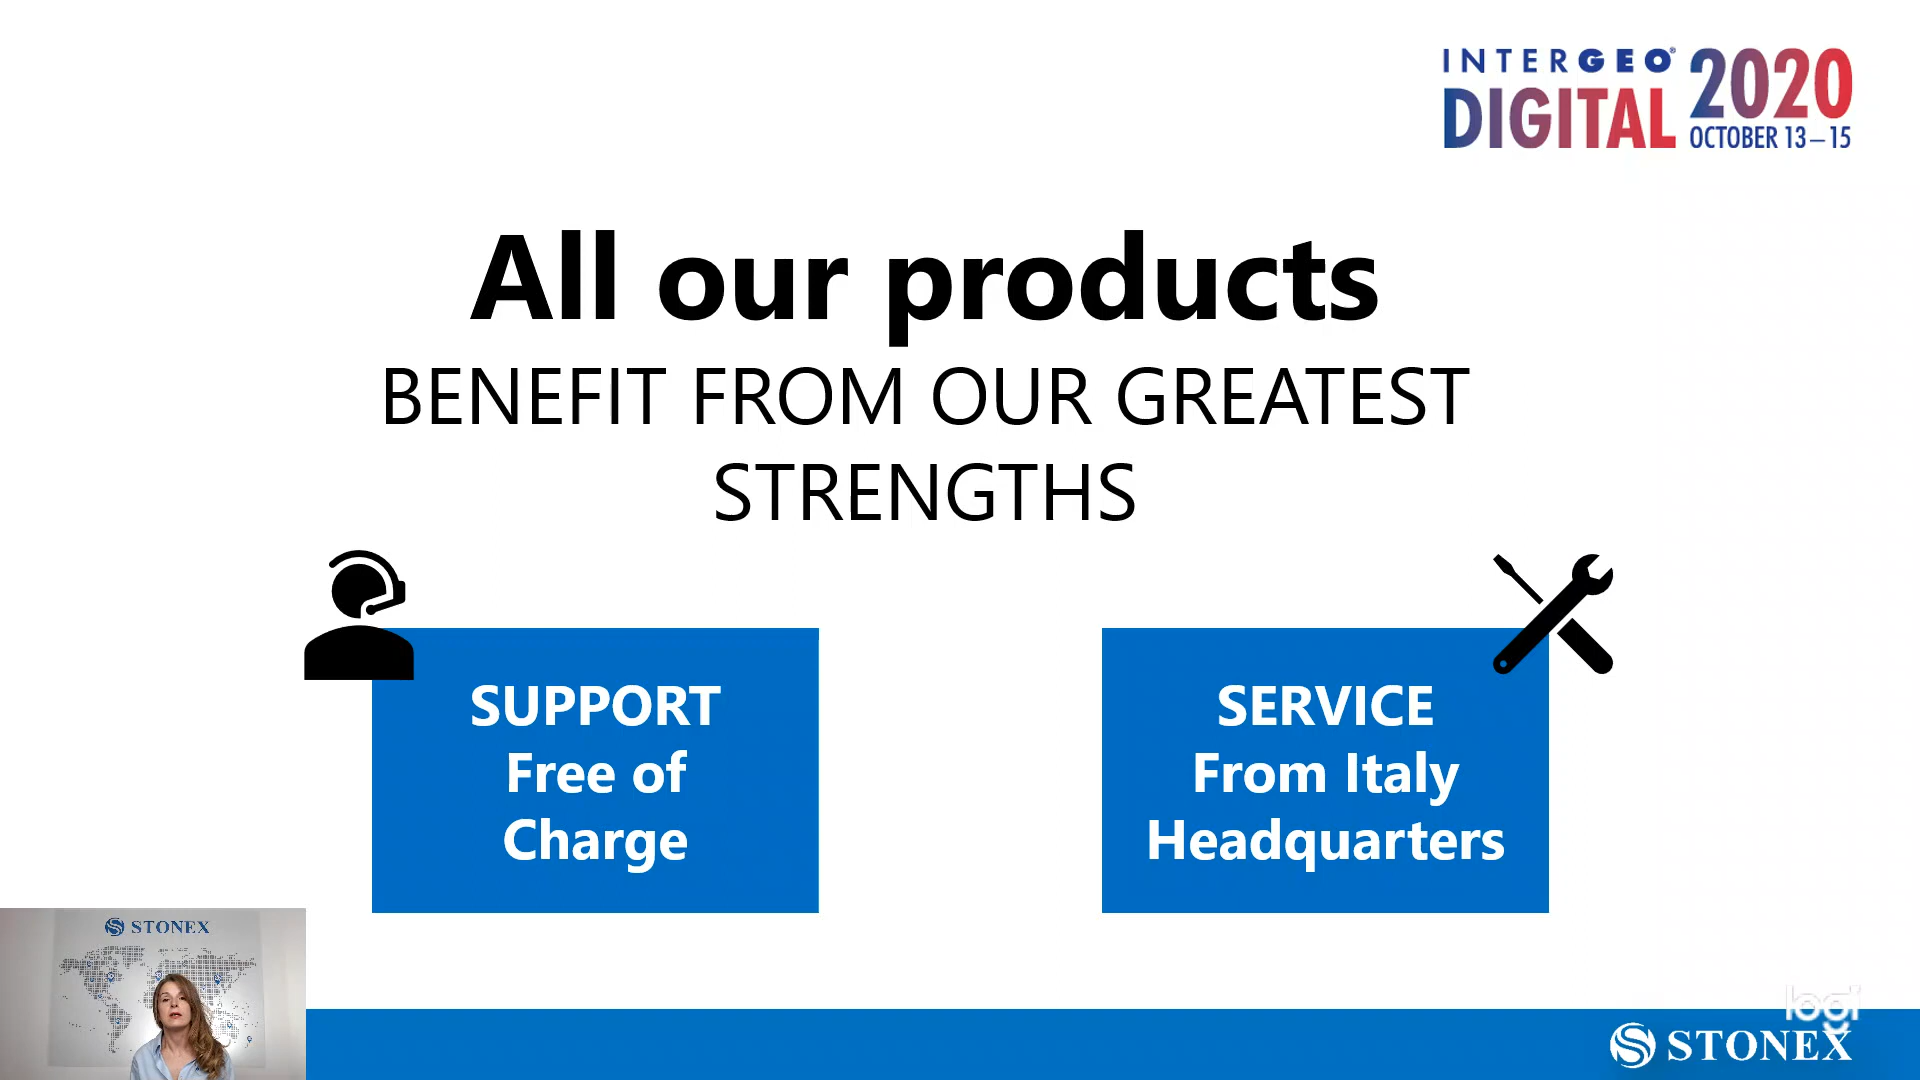 INTERGEO®
DIGITAL
2020
OCTOBER 13–15
All our products
BENEFIT FROM OUR GREATEST
STRENGTHS
SUPPORT
Free of
Charge
SERVICE
From Italy
Headquarters
STONEX
logi
STONEX